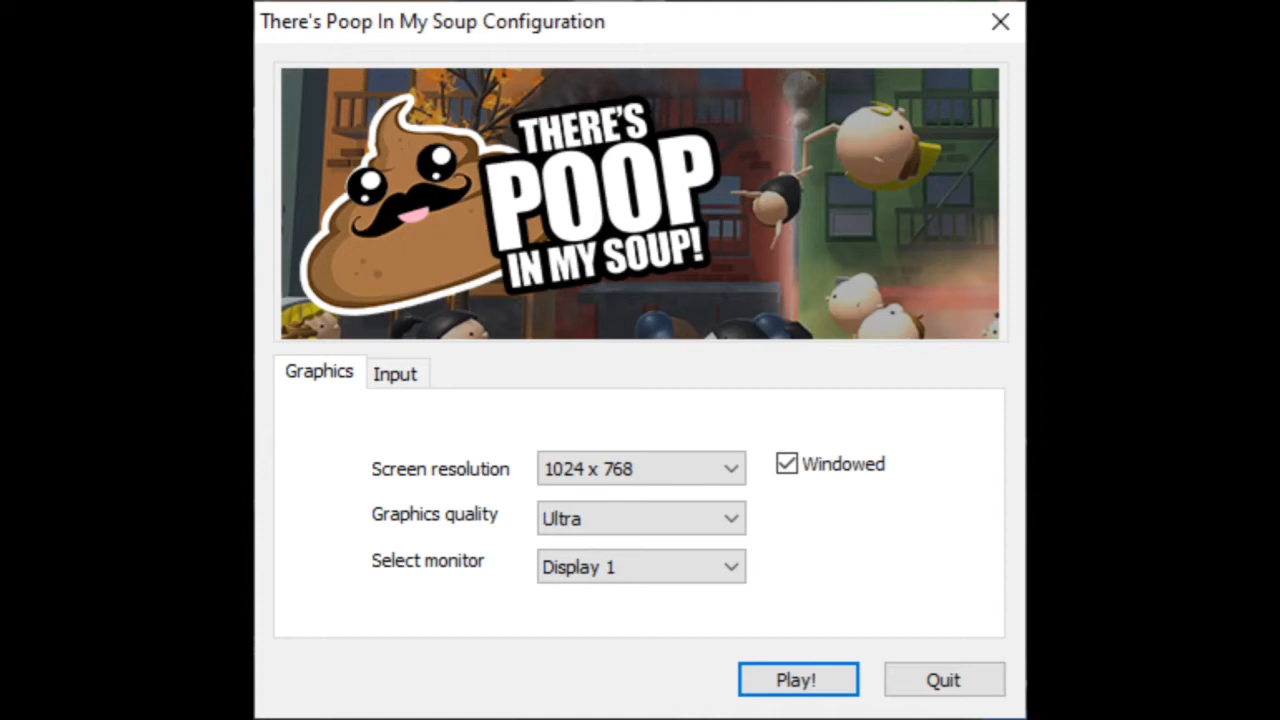 There's Poop In My Soup Configuration
THERE'S
POOP
IN MY SOUP!
Graphics
Input
Screen resolution
1024 x 768
Windowed
Graphics quality
Ultra
Select monitor
Display 1
Play!
Quit